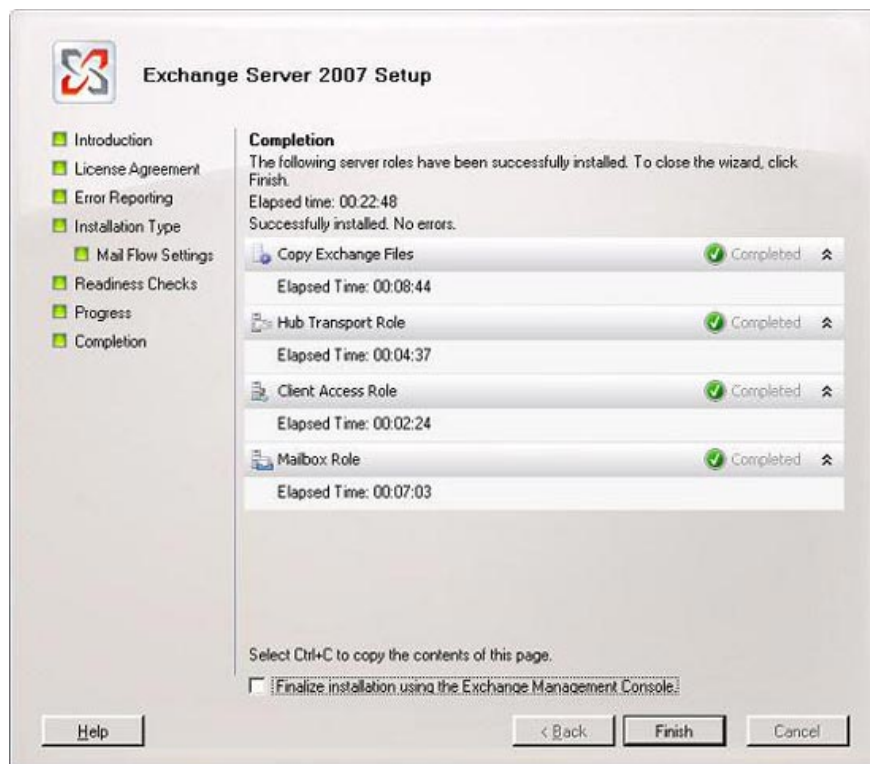 Exchange Server 2007 Setup
Introduction
License Agreement
Error Reporting
Installation Type
Mail Flow Settings
Readiness Checks
Progress
Completion
Completion
The following server roles have been successfully installed. To close the wizard, click
Finish.
Elapsed time: 00:22:48
Successfully installed. No errors.
Copy Exchange Files Completed
Elapsed Time: 00:08:44
Hub Transport Role Completed
Elapsed Time: 00:04:37
Client Access Role Completed
Elapsed Time: 00:02:24
Mailbox Role Completed
Elapsed Time: 00:07:03
Select Ctrl+C to copy the contents of this page.
Finalize installation using the Exchange Management Console.
Help < Back Finish Cancel